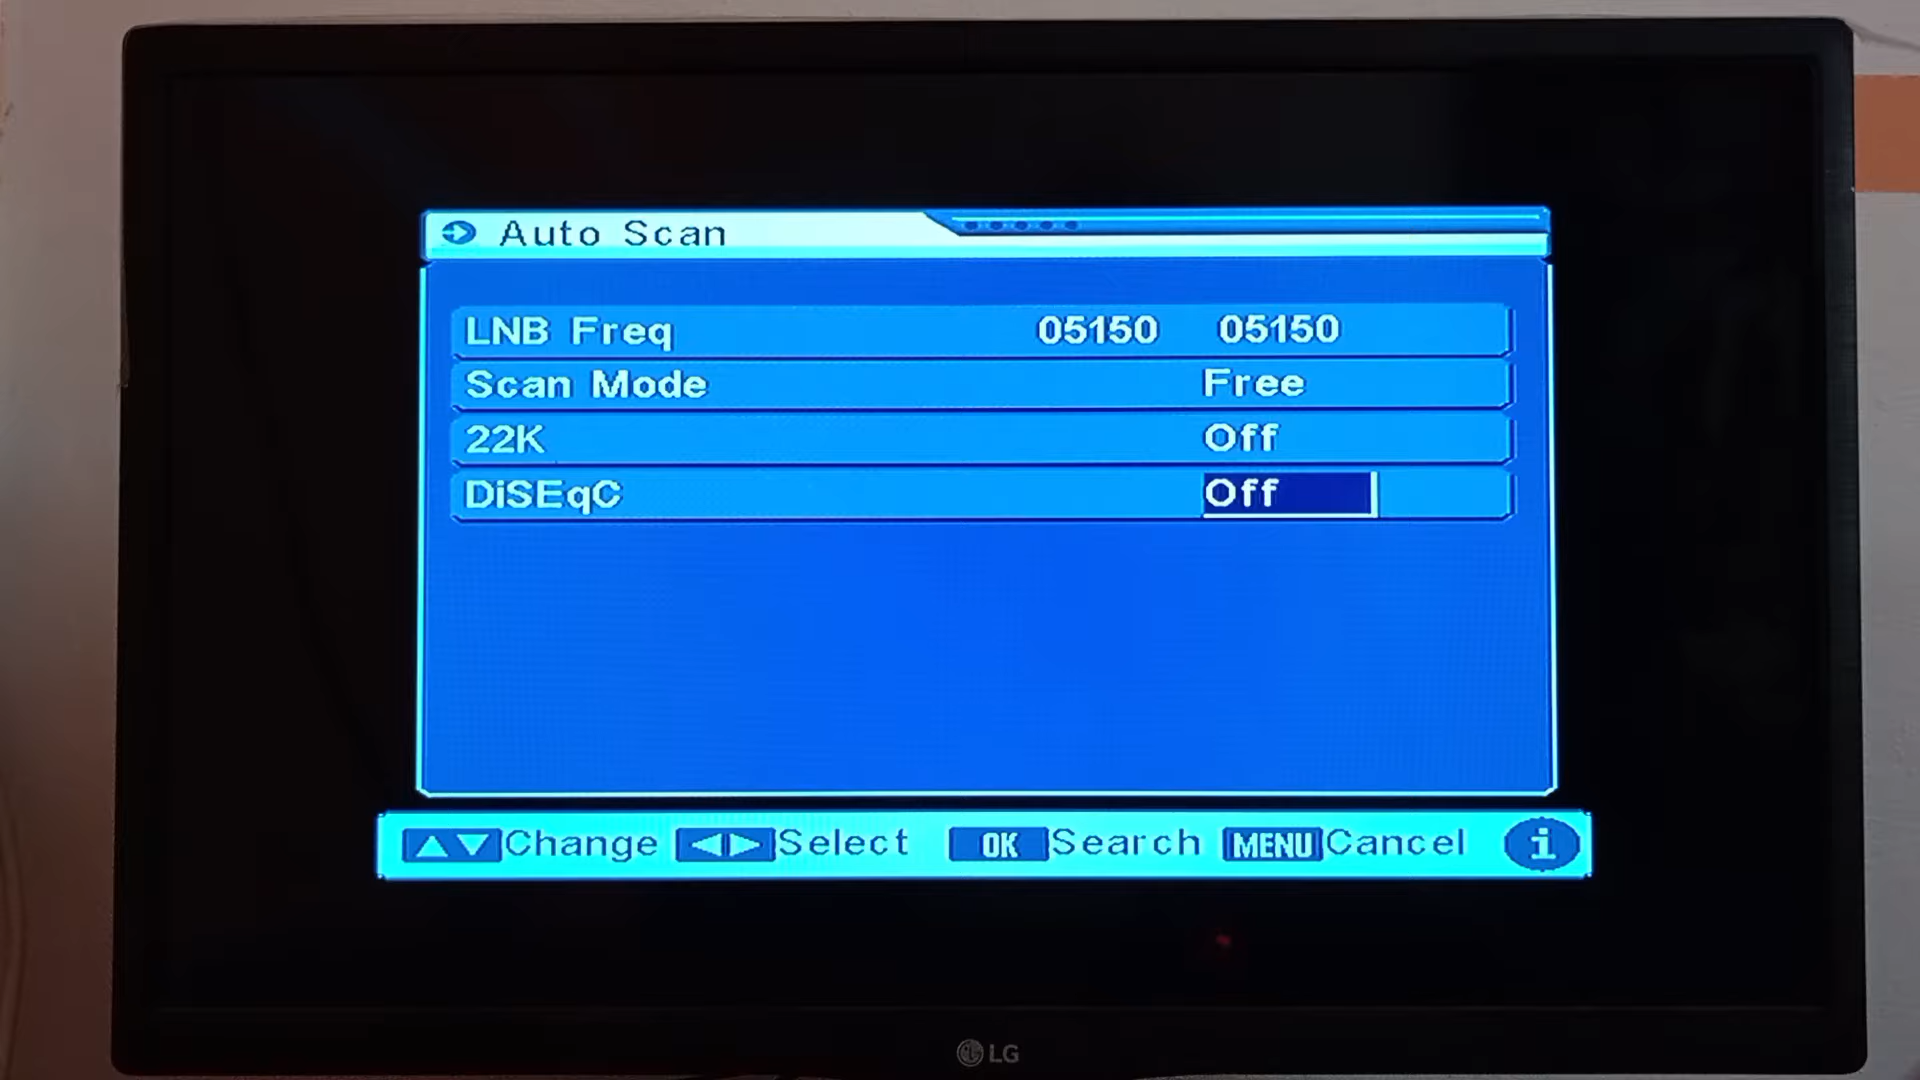 Auto Scan
LNB Freq 05150 05150
Scan Mode Free
22K Off
DiSEqC Off
Change Select OK Search MENU Cancel i
LG